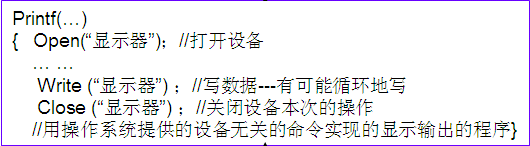 Printf(…)
{   Open(“显示器”);  //打开设备
… …
Write (“显示器”) ;  //写数据---有可能循环地写
Close (“显示器”) ;  //关闭设备本次的操作
//用操作系统提供的设备无关的命令实现的显示输出的程序}